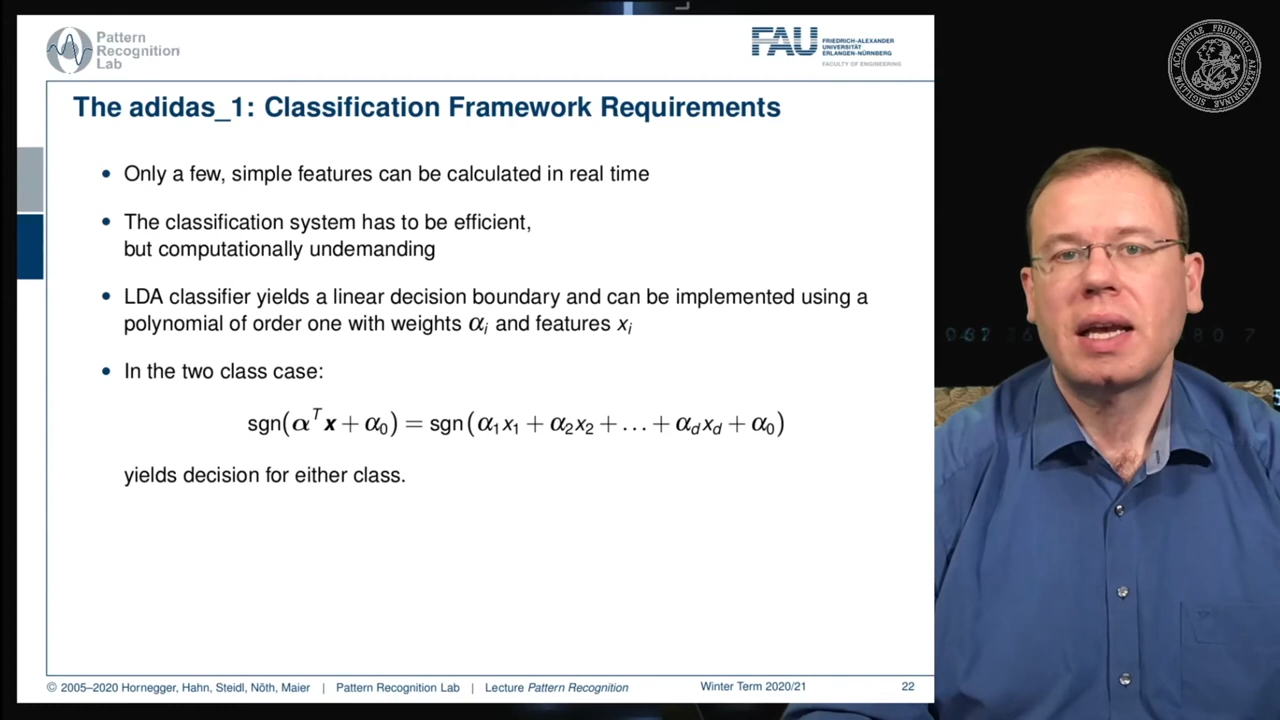 Pattern
Recognition
Lab
FAU
FRIEDRICH-ALEXANDER
UNIVERSITÄT
ERLANGEN-NÜRNBERG
FACULTY OF ENGINEERING
The adidas_1: Classification Framework Requirements
• Only a few, simple features can be calculated in real time
• The classification system has to be efficient,
but computationally undemanding
• LDA classifier yields a linear decision boundary and can be implemented using a
polynomial of order one with weights αᵢ and features xᵢ
• In the two class case:
sgn(αᵀx + α₀) = sgn(α₁x₁ + α₂x₂ + … + α_d x_d + α₀)
yields decision for either class.
© 2005–2020 Hornegger, Hahn, Steidl, Nöth, Maier | Pattern Recognition Lab | Lecture Pattern Recognition Winter Term 2020/21 22